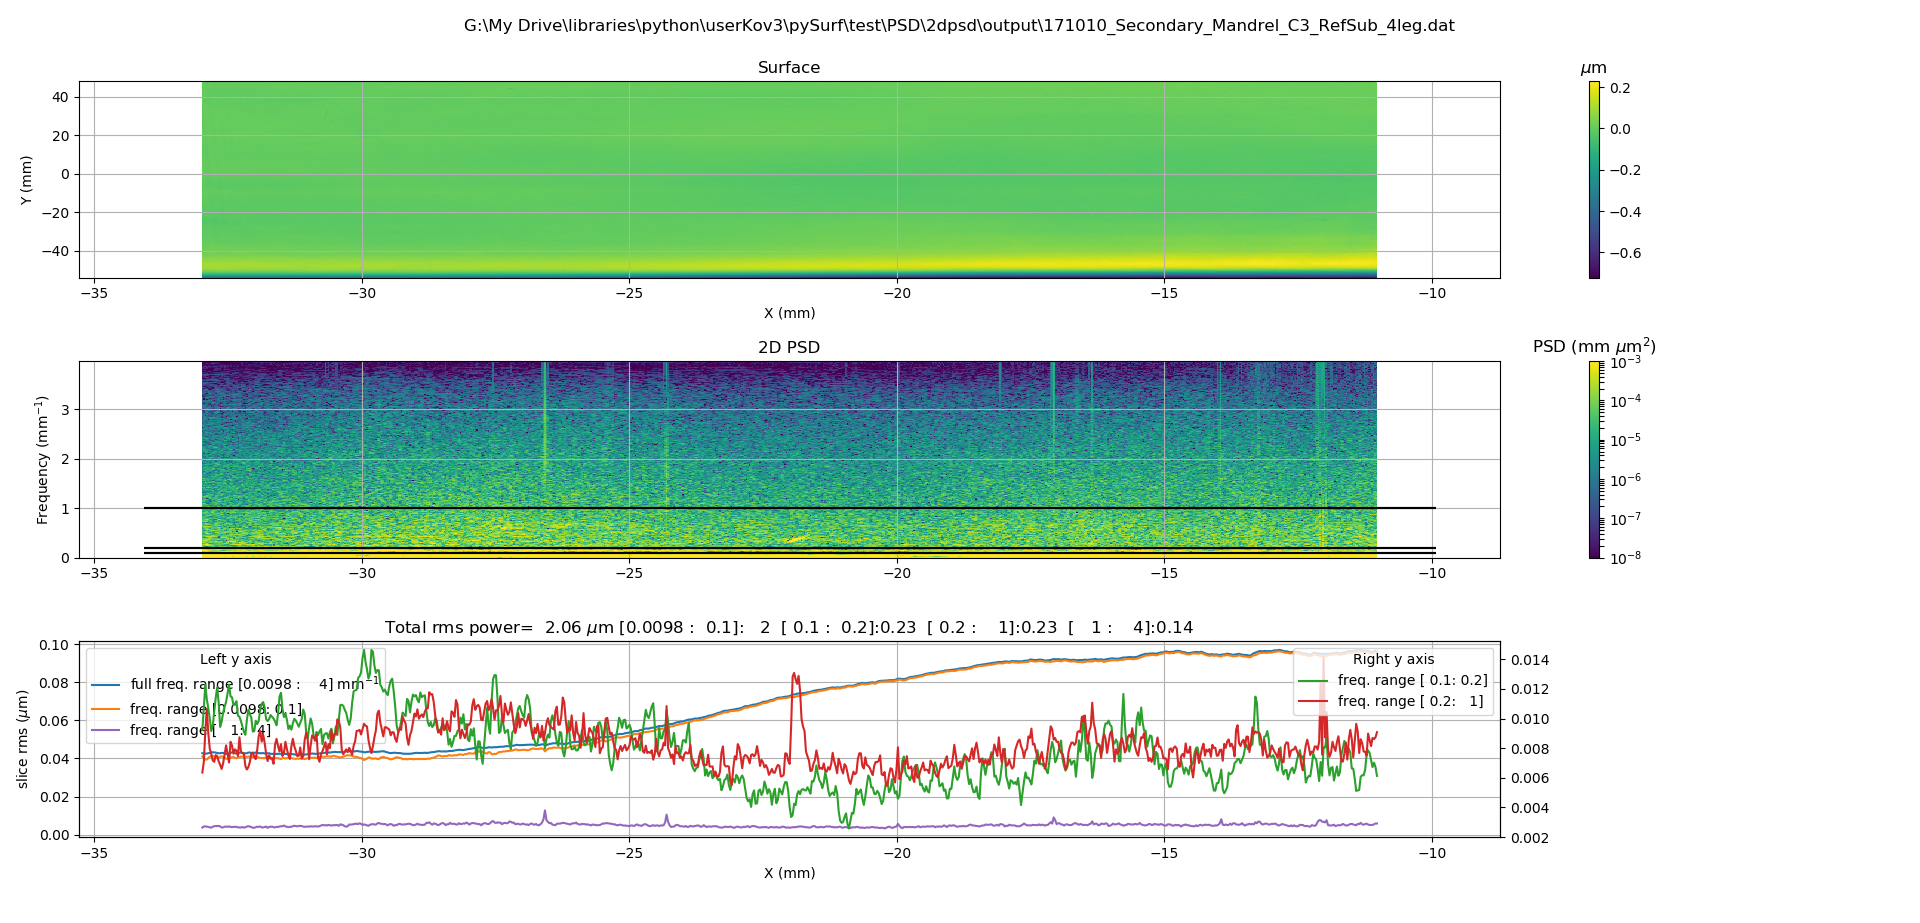 G:\My Drive\libraries\python\userKov3\pySurf\test\PSD\2dpsd\output\171010_Secondary_Mandrel_C3_RefSub_4leg.dat
Surface
μm
Y (mm)
40
20
0
−20
−40
−35 −30 −25 −20 −15 −10
X (mm)
0.2
0.0
−0.2
−0.4
−0.6
2D PSD
PSD (mm μm²)
Frequency (mm⁻¹)
3
2
1
0
−35 −30 −25 −20 −15 −10
10⁻³
10⁻⁴
10⁻⁵
10⁻⁶
10⁻⁷
10⁻⁸
Total rms power=  2.06 μm [0.0098 :  0.1]:   2  [ 0.1 :  0.2]:0.23  [ 0.2 :    1]:0.23  [   1 :    4]:0.14
slice rms (μm)
0.10
0.08
0.06
0.04
0.02
0.00
Left y axis
full freq. range [0.0098 :    4] mm⁻¹
freq. range [0.0098: 0.1]
freq. range [   1:   4]
Right y axis
freq. range [ 0.1: 0.2]
freq. range [ 0.2:   1]
0.014
0.012
0.010
0.008
0.006
0.004
0.002
−35 −30 −25 −20 −15 −10
X (mm)